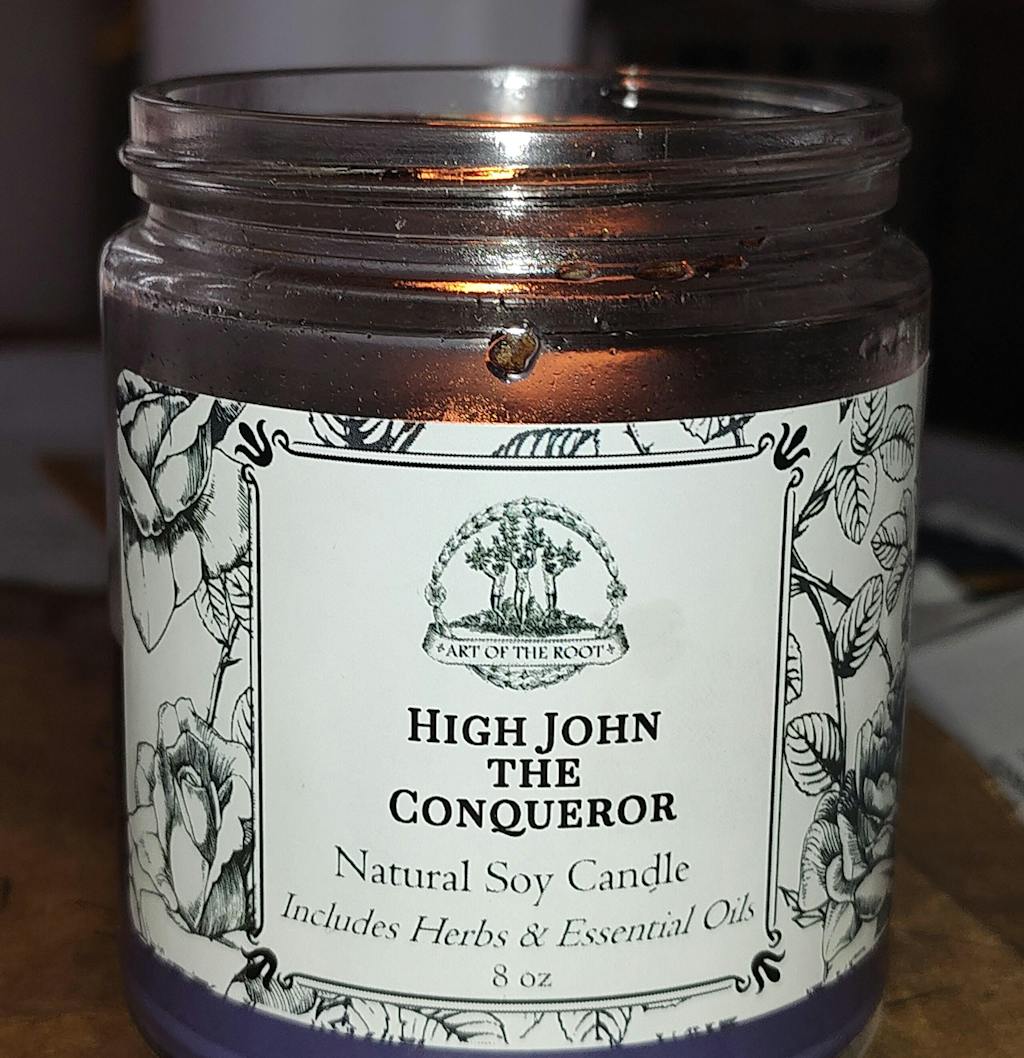 ART OF THE ROOT
HIGH JOHN
THE
CONQUEROR
Natural Soy Candle
Includes Herbs & Essential Oils
8 oz